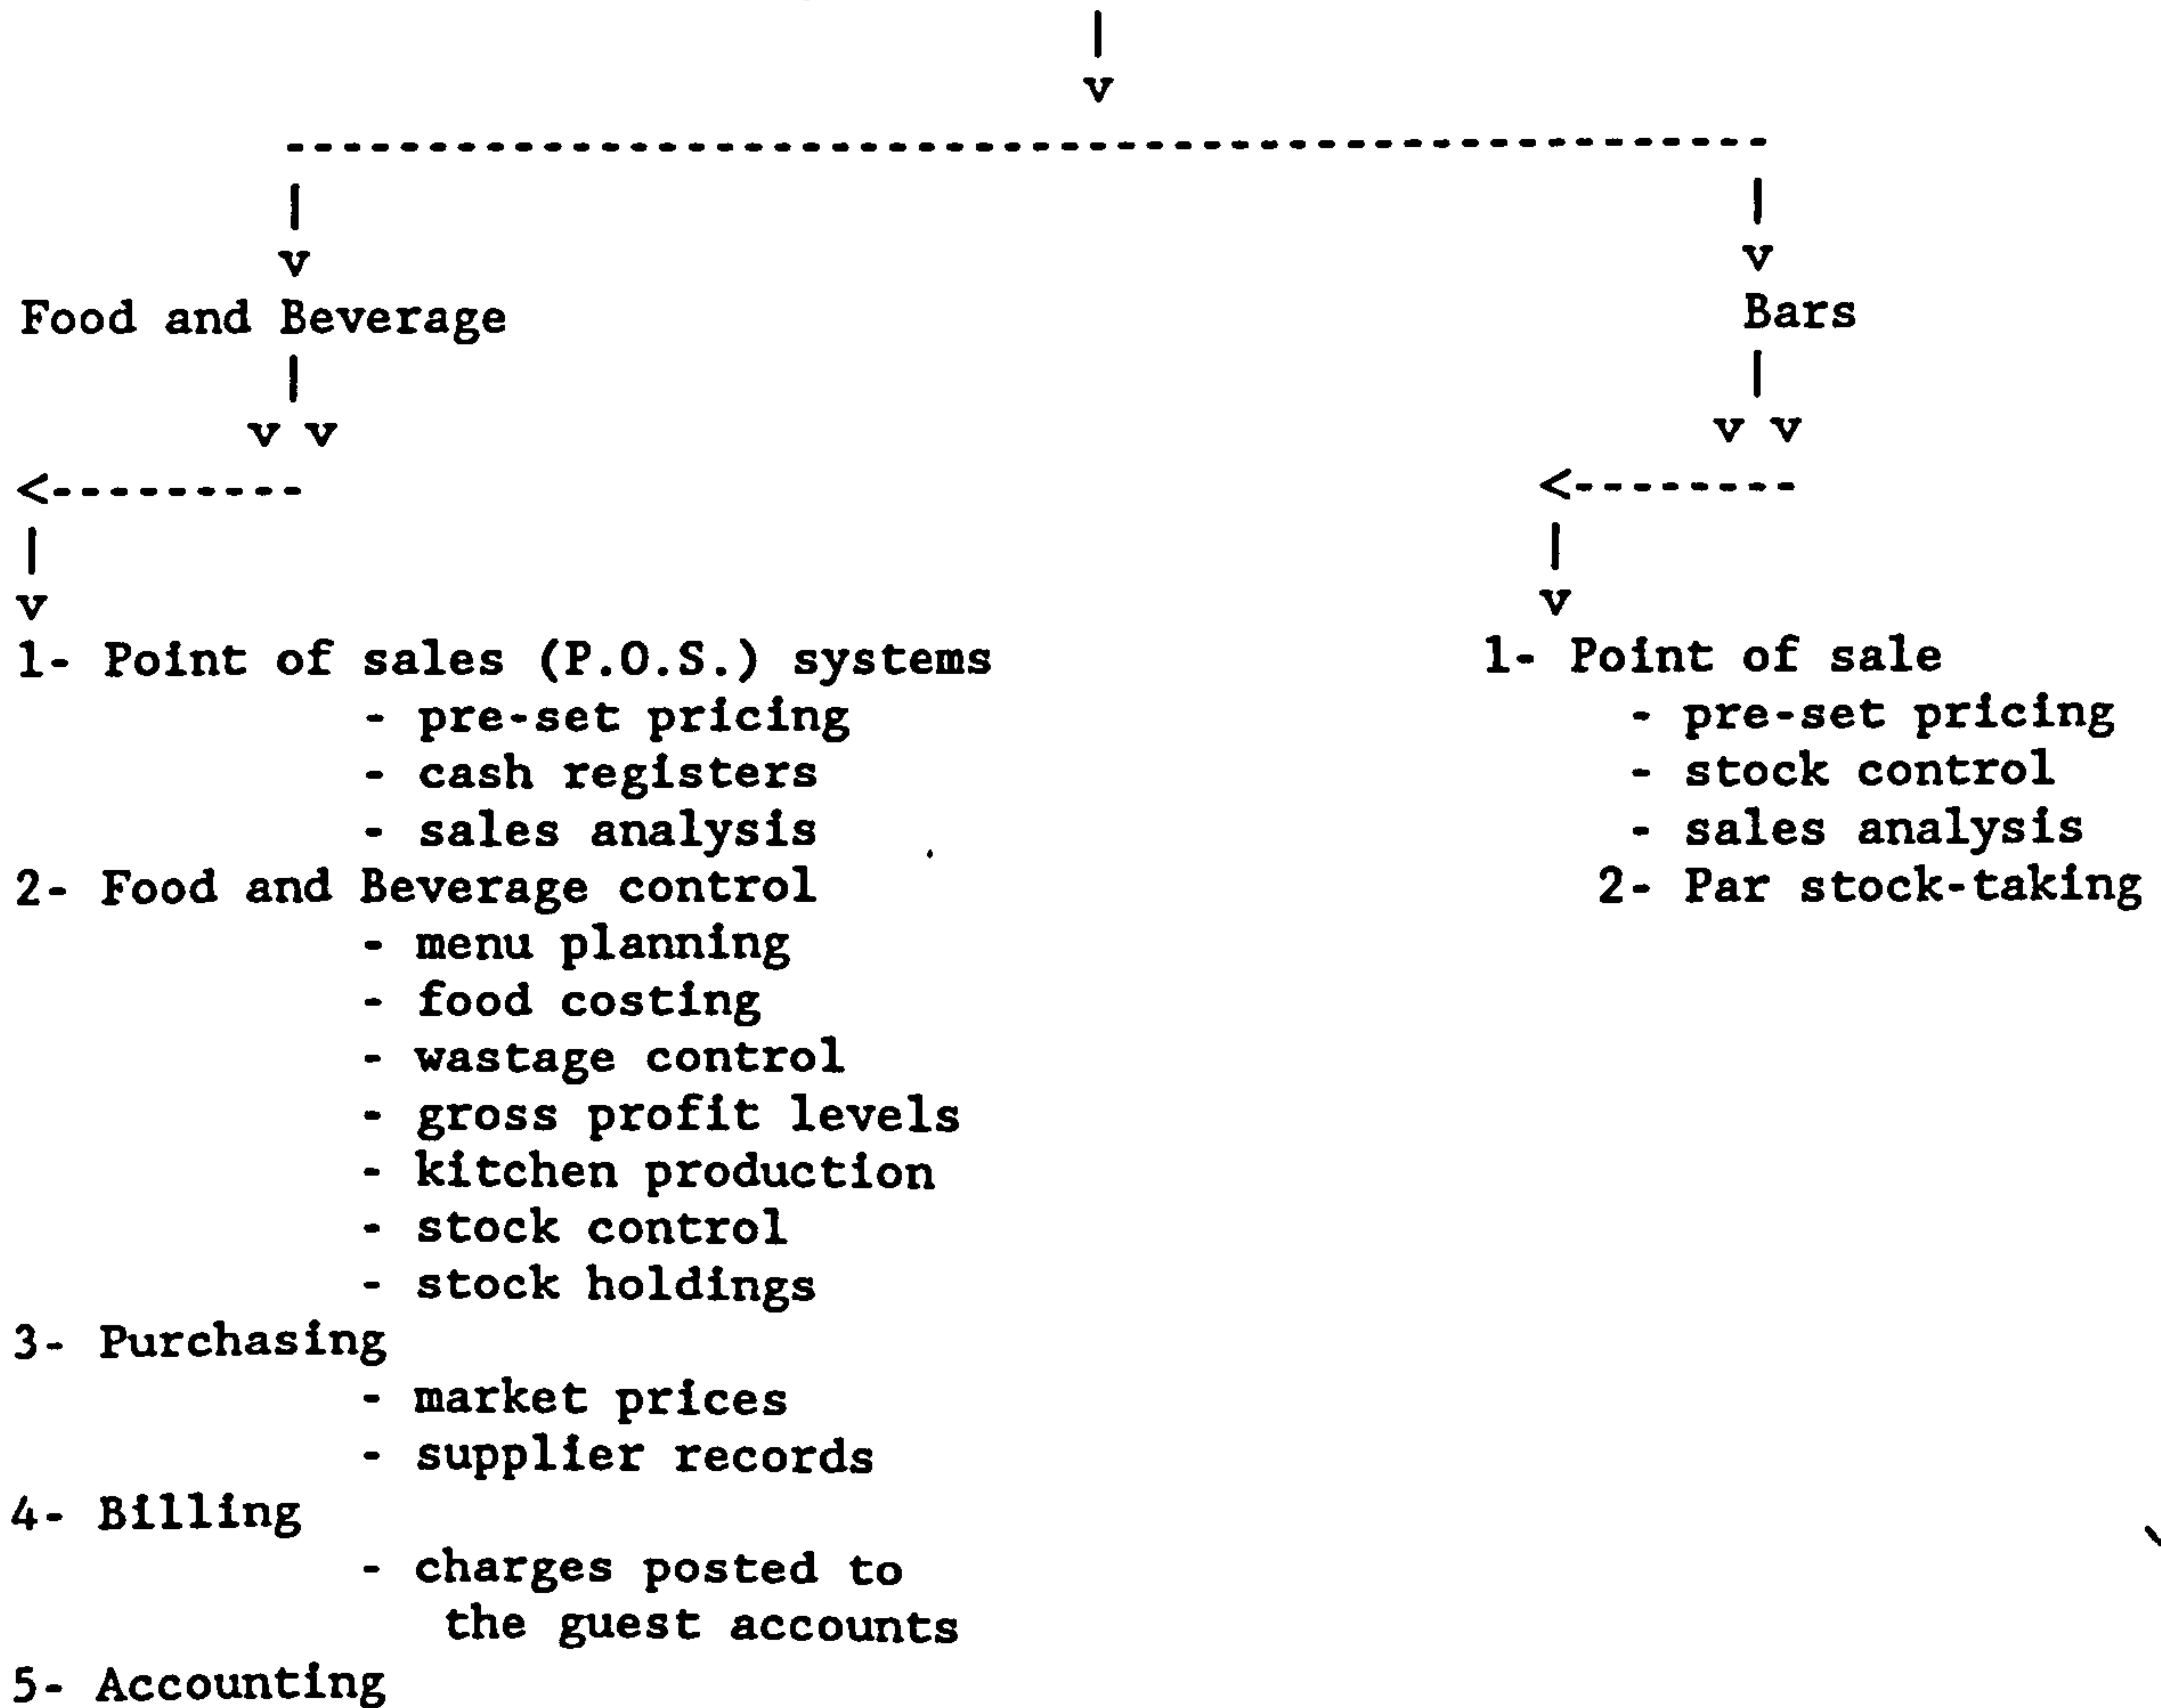 |
v
----------------------------------------------------
| |
v v
Food and Beverage Bars
| |
v v v v
<--------- <--------
| |
v v
1- Point of sales (P.O.S.) systems
- pre-set pricing
- cash registers
- sales analysis
2- Food and Beverage control
- menu planning
- food costing
- wastage control
- gross profit levels
- kitchen production
- stock control
- stock holdings
3- Purchasing
- market prices
- supplier records
4- Billing
- charges posted to
the guest accounts
5- Accounting
1- Point of sale
- pre-set pricing
- stock control
- sales analysis
2- Par stock-taking